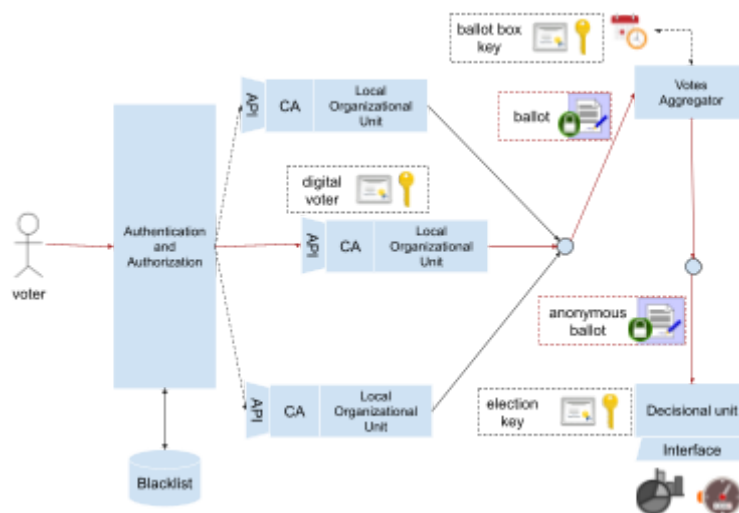 ballot box
key
Votes
Aggregator
API
CA
Local
Organizational
Unit
ballot
digital
voter
Authentication
and
Authorization
API
CA
Local
Organizational
Unit
voter
anonymous
ballot
API
CA
Local
Organizational
Unit
election
key
Decisional unit
Interface
Blacklist